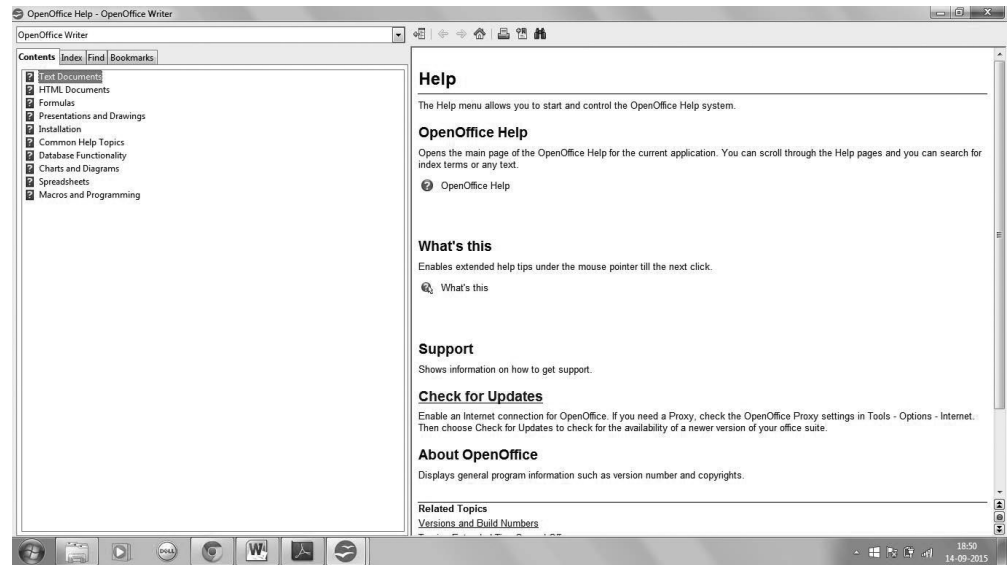 OpenOffice Help - OpenOffice Writer
OpenOffice Writer
Contents Index Find Bookmarks
Text Documents
HTML Documents
Formulas
Presentations and Drawings
Installation
Common Help Topics
Database Functionality
Charts and Diagrams
Spreadsheets
Macros and Programming
Help
The Help menu allows you to start and control the OpenOffice Help system.
OpenOffice Help
Opens the main page of the OpenOffice Help for the current application. You can scroll through the Help pages and you can search for
index terms or any text.
OpenOffice Help
What's this
Enables extended help tips under the mouse pointer till the next click.
What's this
Support
Shows information on how to get support.
Check for Updates
Enable an Internet connection for OpenOffice. If you need a Proxy, check the OpenOffice Proxy settings in Tools - Options - Internet.
Then choose Check for Updates to check for the availability of a newer version of your office suite.
About OpenOffice
Displays general program information such as version number and copyrights.
Related Topics
Versions and Build Numbers
DELL
W
18:50
14-09-2015